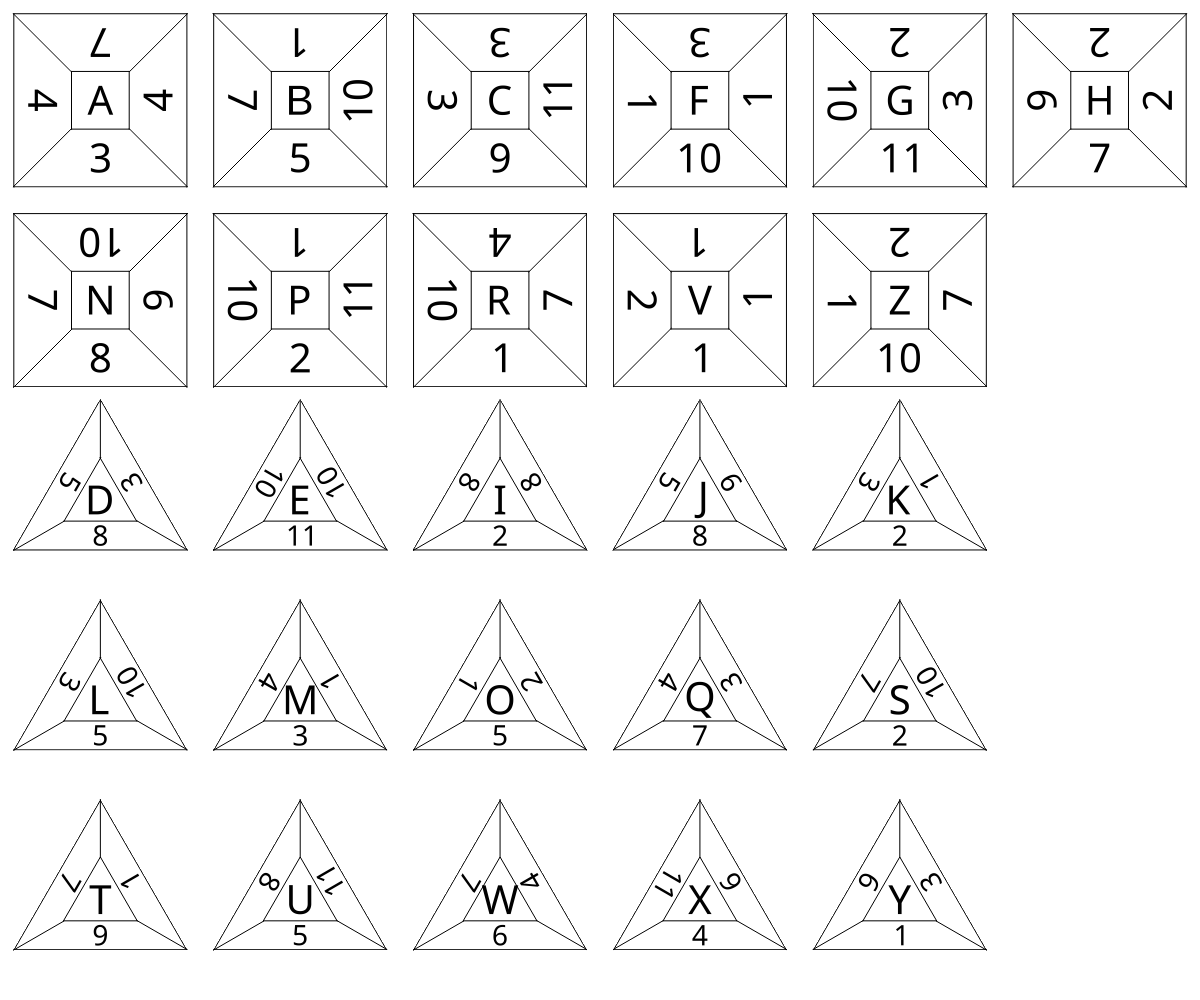 7 1 3 3 2 2
4 A 4 7 B 10 3 C 11 1 F 1 10 G 3 9 H 2
3 5 9 10 11 7
10 1 4 1 2
7 N 9 10 P 11 10 R 7 2 V 1 1 Z 7
8 2 1 1 10
5 D 3 10 E 10 8 I 8 5 J 6 3 K 1
8 11 2 8 2
3 L 10 4 M 1 1 O 2 4 Q 3 7 S 10
5 3 5 7 2
7 T 1 8 U 11 7 W 4 11 X 6 6 Y 3
9 5 6 4 1